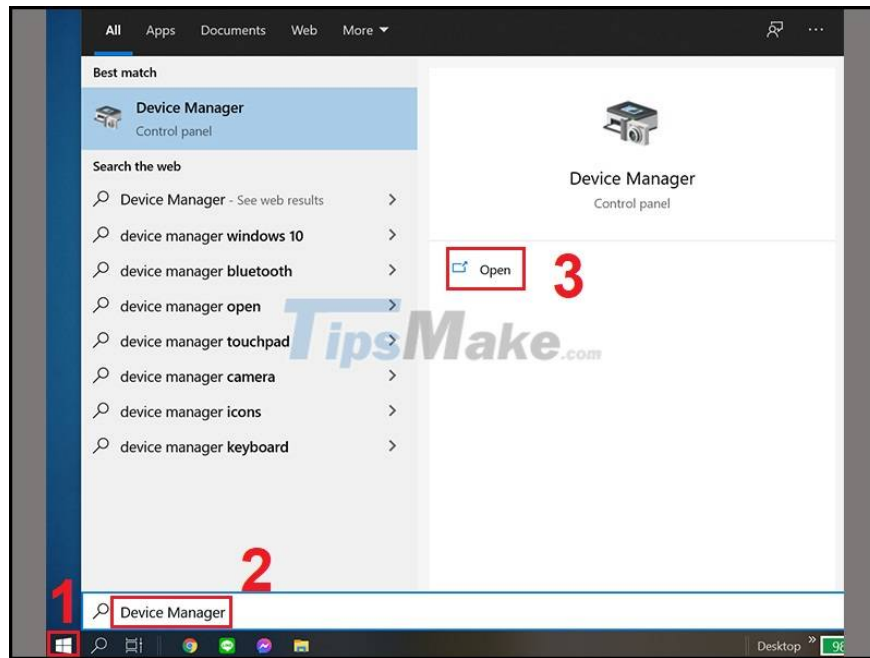 All Apps Documents Web More
Best match
Device Manager
Control panel
Search the web
Device Manager - See web results
device manager windows 10
device manager bluetooth
device manager open
device manager touchpad
device manager camera
device manager icons
device manager keyboard
Device Manager
Control panel
Open
3
TipsMake.com
2
1
Device Manager
Desktop »
98